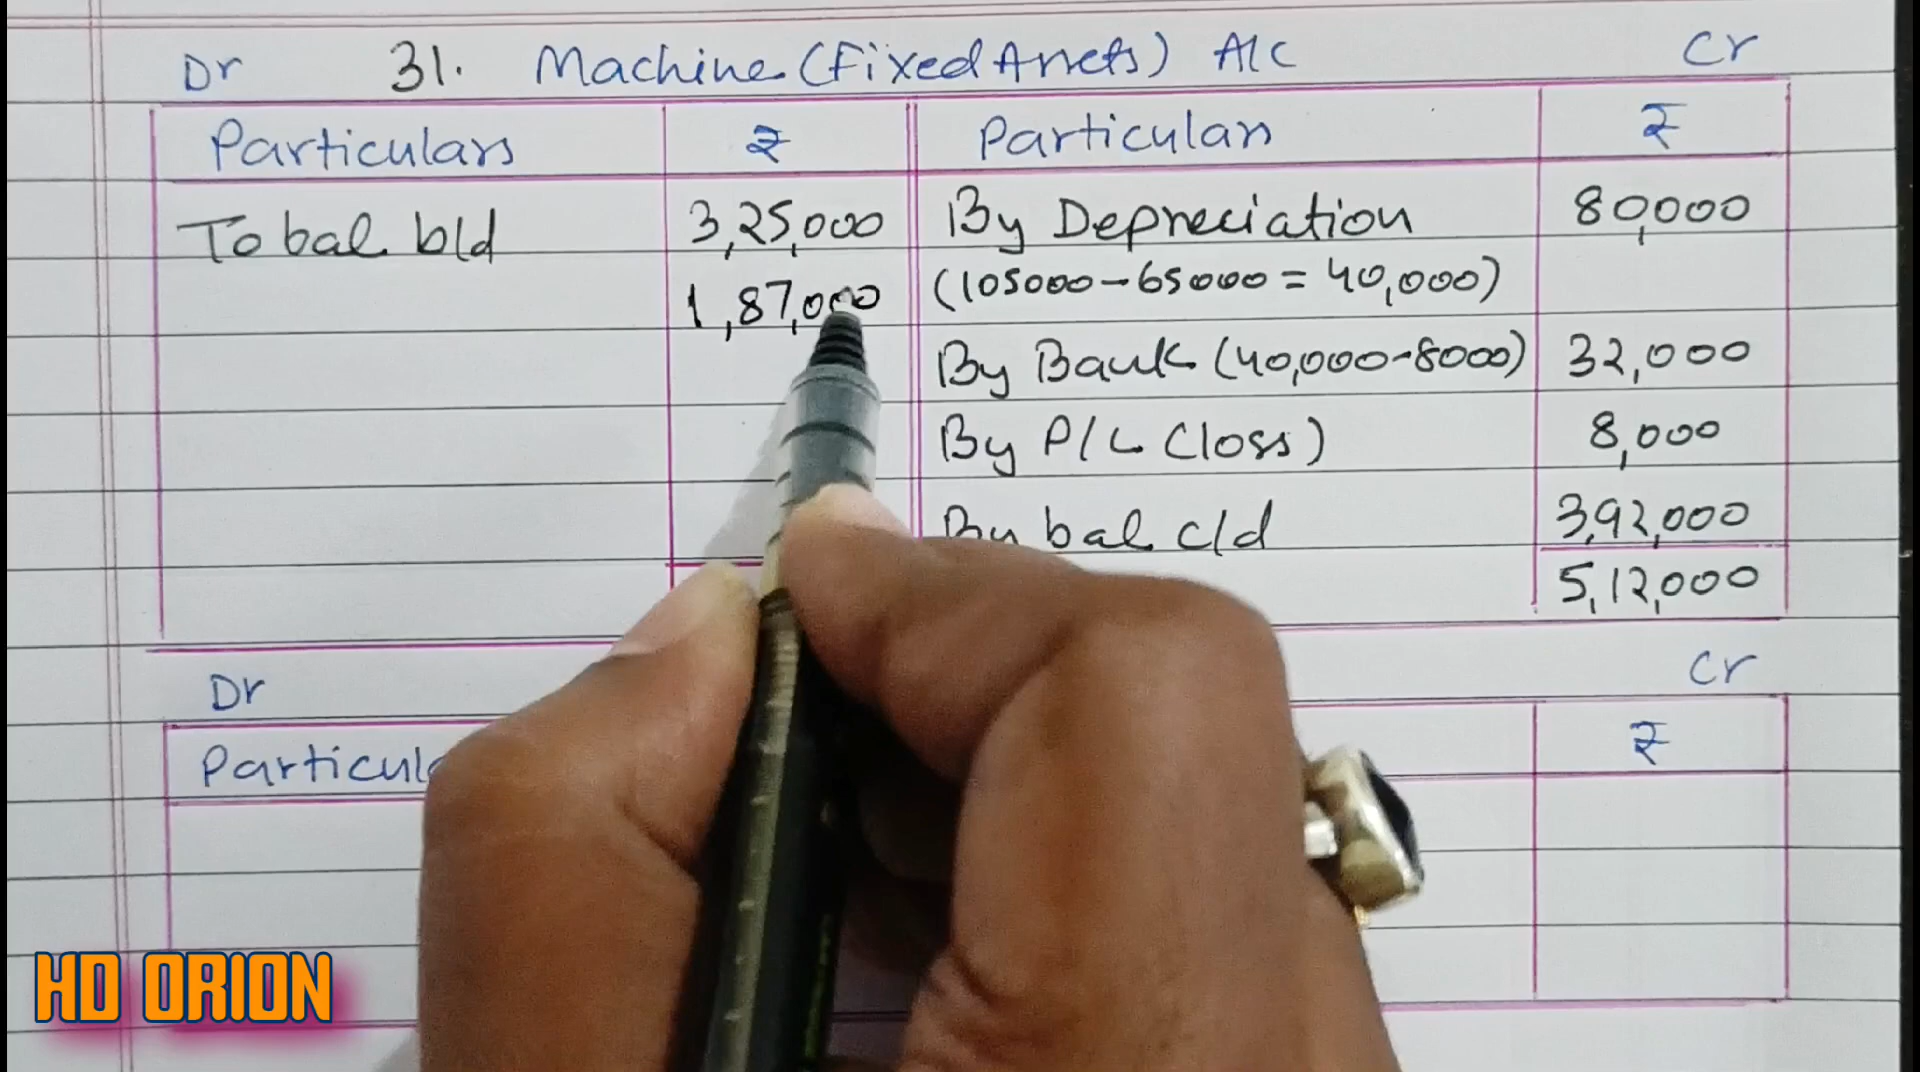 Dr 31. Machine (Fixed Assets) A/C Cr
Particulars ₹ Particulars ₹
To bal b/d 3,25,000 By Depreciation 80,000
1,87,000 (105000-65000=40,000)
By Bank (40,000-8000) 32,000
By P/L (loss) 8,000
By bal c/d 3,92,000
5,12,000
Dr Cr
₹
HD ORION